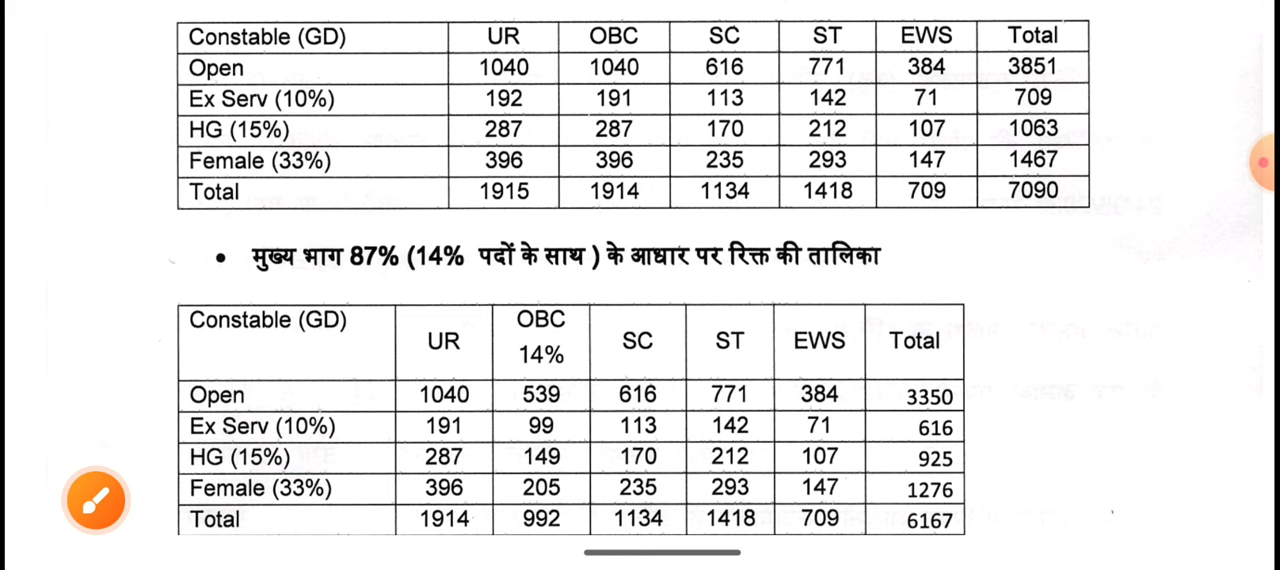 Constable (GD) UR OBC SC ST EWS Total
Open 1040 1040 616 771 384 3851
Ex Serv (10%) 192 191 113 142 71 709
HG (15%) 287 287 170 212 107 1063
Female (33%) 396 396 235 293 147 1467
Total 1915 1914 1134 1418 709 7090
• मुख्य भाग 87% (14% पदों के साथ ) के आधार पर रिक्त की तालिका
Constable (GD) UR OBC 14% SC ST EWS Total
Open 1040 539 616 771 384 3350
Ex Serv (10%) 191 99 113 142 71 616
HG (15%) 287 149 170 212 107 925
Female (33%) 396 205 235 293 147 1276
Total 1914 992 1134 1418 709 6167